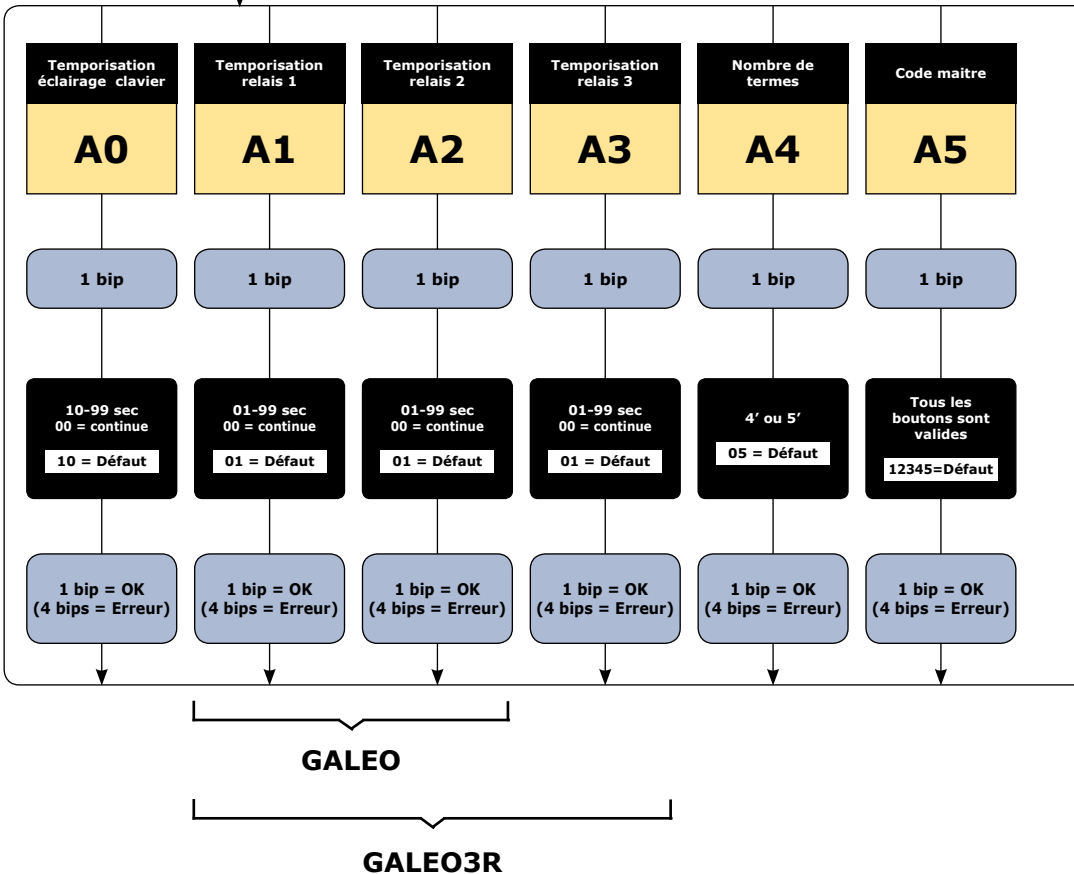 Temporisation
éclairage clavier
A0
1 bip
10-99 sec
00 = continue
10 = Défaut
1 bip = OK
(4 bips = Erreur)
Temporisation
relais 1
A1
1 bip
01-99 sec
00 = continue
01 = Défaut
1 bip = OK
(4 bips = Erreur)
Temporisation
relais 2
A2
1 bip
01-99 sec
00 = continue
01 = Défaut
1 bip = OK
(4 bips = Erreur)
Temporisation
relais 3
A3
1 bip
01-99 sec
00 = continue
01 = Défaut
1 bip = OK
(4 bips = Erreur)
Nombre de
termes
A4
1 bip
4’ ou 5’
05 = Défaut
1 bip = OK
(4 bips = Erreur)
Code maitre
A5
1 bip
Tous les
boutons sont
valides
12345=Défaut
1 bip = OK
(4 bips = Erreur)
GALEO
GALEO3R